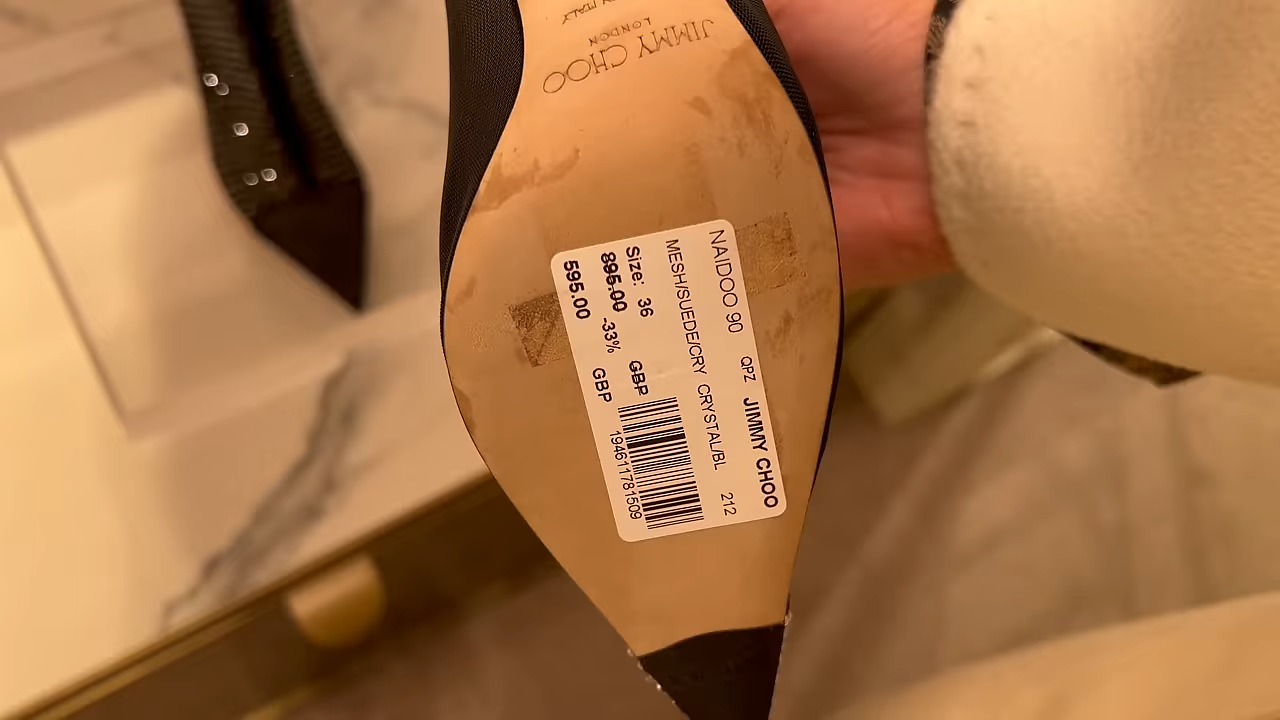 JIMMY CHOO
LONDON
ITALY
NAIDOO 90 QPZ JIMMY CHOO
MESH/SUEDE/CRY CRYSTAL/BL 212
Size: 36
895.00 -33% GBP
595.00 GBP
194611781509